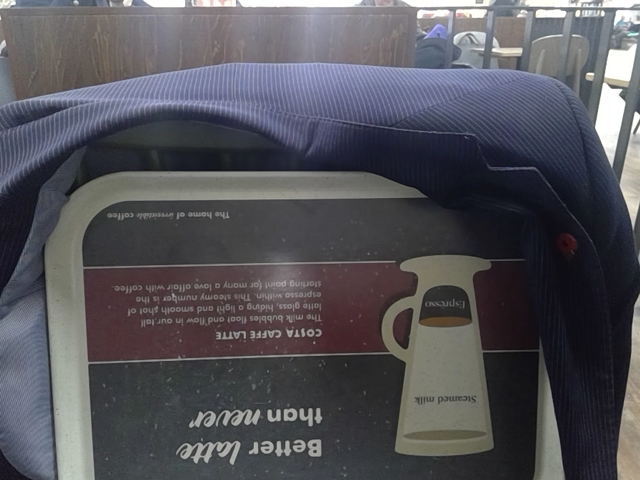 Better latte
than never
COSTA CAFFÉ LATTE
The milk bubbles float and flow in our tall
latte glass, hiding a light and smooth shot of
espresso within. This steamy number is the
starting point for many a love affair with coffee.
The home of irresistible coffee
Steamed milk
Espresso